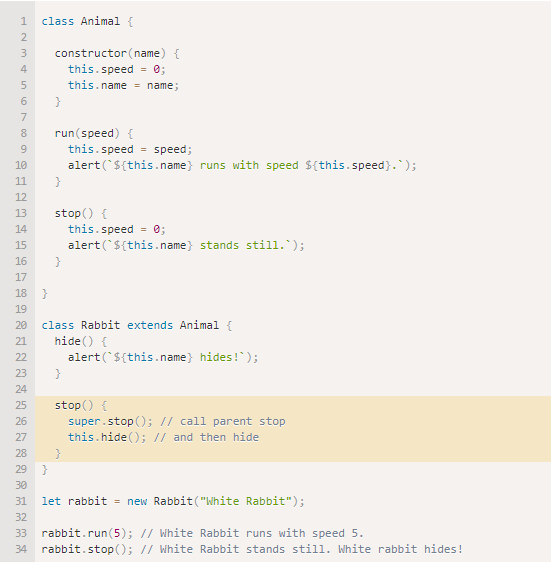 1 class Animal {
2
3   constructor(name) {
4     this.speed = 0;
5     this.name = name;
6   }
7
8   run(speed) {
9     this.speed = speed;
10     alert(`${this.name} runs with speed ${this.speed}.`);
11   }
12
13   stop() {
14     this.speed = 0;
15     alert(`${this.name} stands still.`);
16   }
17
18 }
19
20 class Rabbit extends Animal {
21   hide() {
22     alert(`${this.name} hides!`);
23   }
24
25   stop() {
26     super.stop(); // call parent stop
27     this.hide(); // and then hide
28   }
29 }
30
31 let rabbit = new Rabbit("White Rabbit");
32
33 rabbit.run(5); // White Rabbit runs with speed 5.
34 rabbit.stop(); // White Rabbit stands still. White rabbit hides!